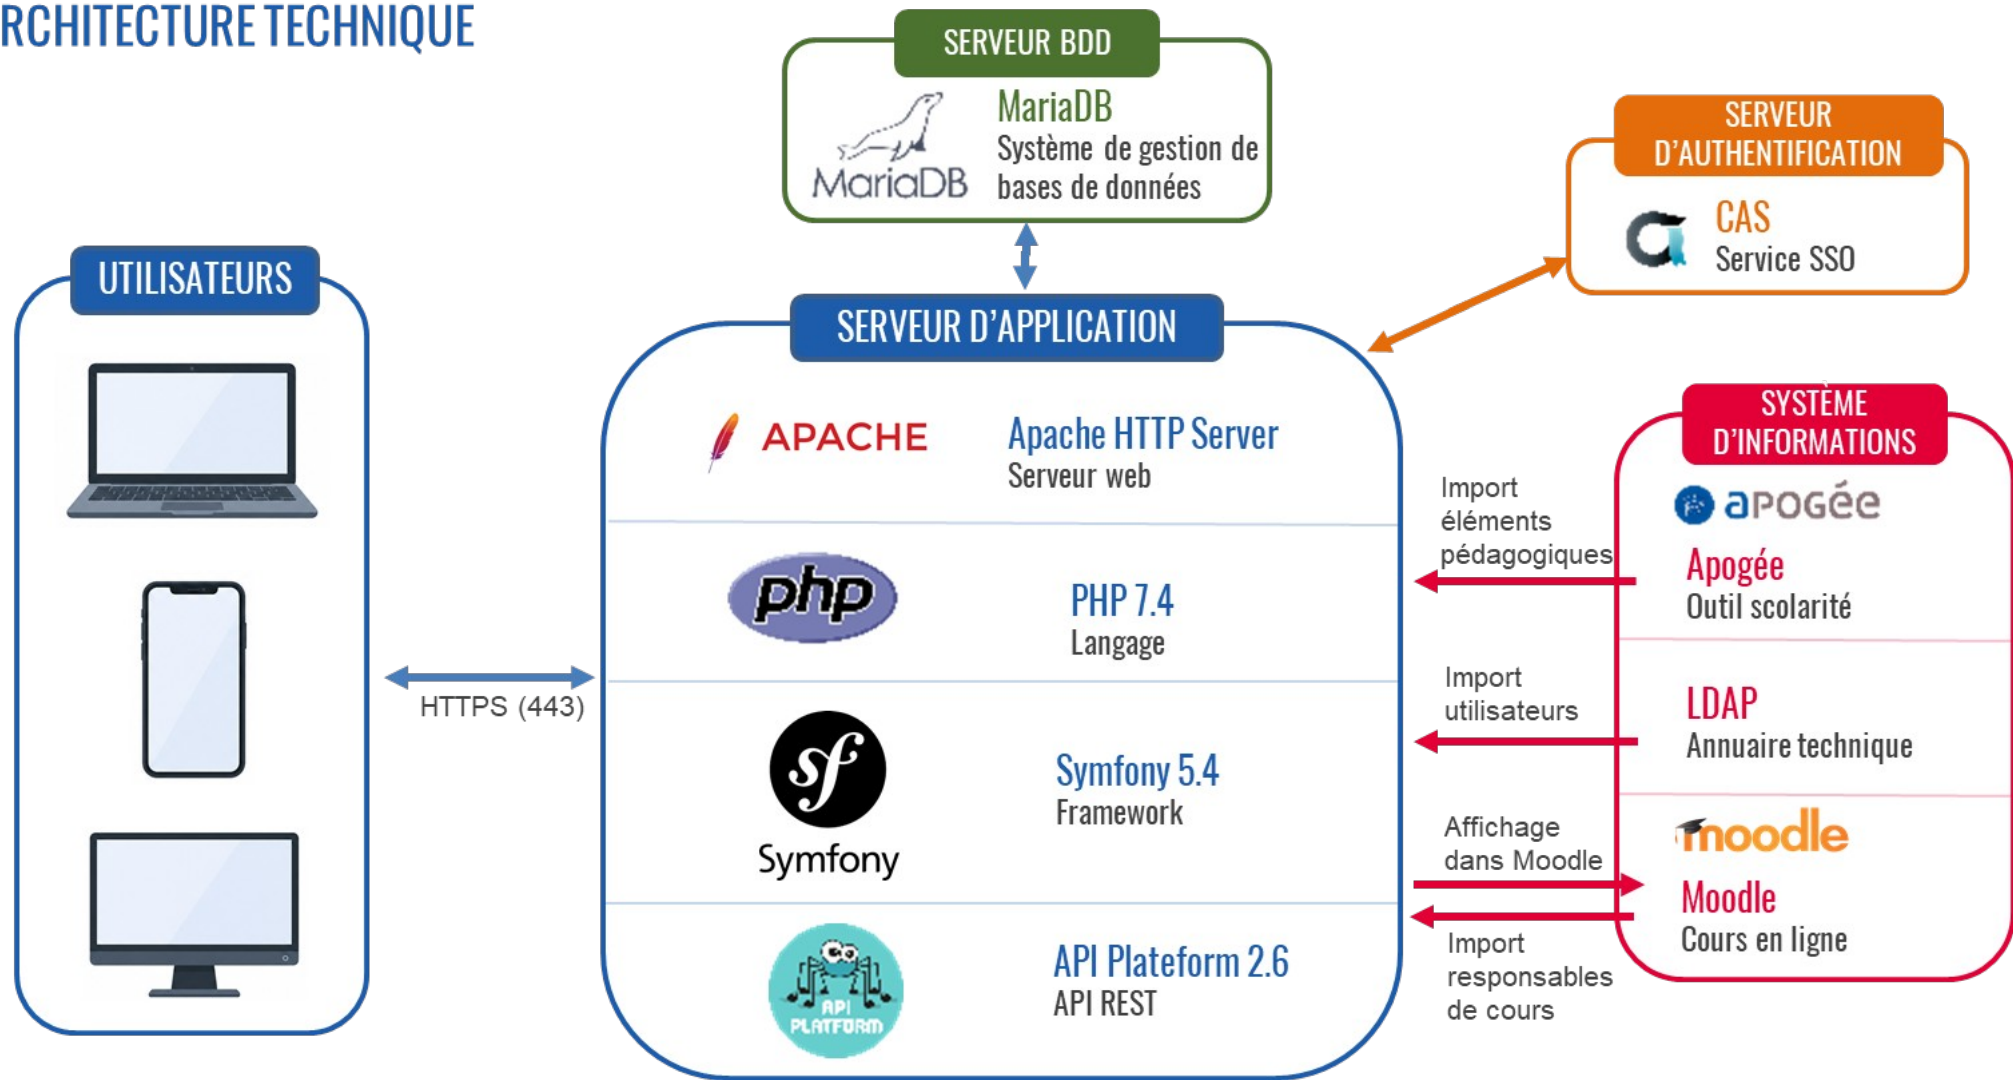 RCHITECTURE TECHNIQUE
SERVEUR BDD
MariaDB
MariaDB
Système de gestion de
bases de données
SERVEUR
D'AUTHENTIFICATION
CAS
Service SSO
UTILISATEURS
HTTPS (443)
SERVEUR D'APPLICATION
APACHE
Apache HTTP Server
Serveur web
php
PHP 7.4
Langage
sf
Symfony
Symfony 5.4
Framework
API
PLATFORM
API Plateform 2.6
API REST
Import
éléments
pédagogiques
Import
utilisateurs
Affichage
dans Moodle
Import
responsables
de cours
SYSTÈME
D'INFORMATIONS
apogée
Apogée
Outil scolarité
LDAP
Annuaire technique
moodle
Moodle
Cours en ligne